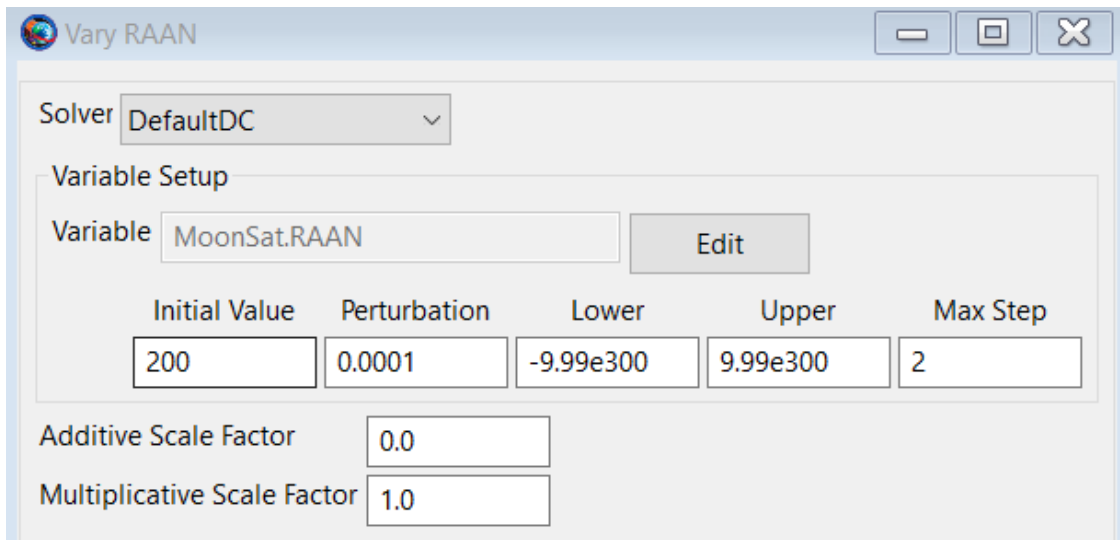 Vary RAAN
Solver DefaultDC
Variable Setup
Variable MoonSat.RAAN Edit
Initial Value Perturbation Lower Upper Max Step
200 0.0001 -9.99e300 9.99e300 2
Additive Scale Factor 0.0
Multiplicative Scale Factor 1.0